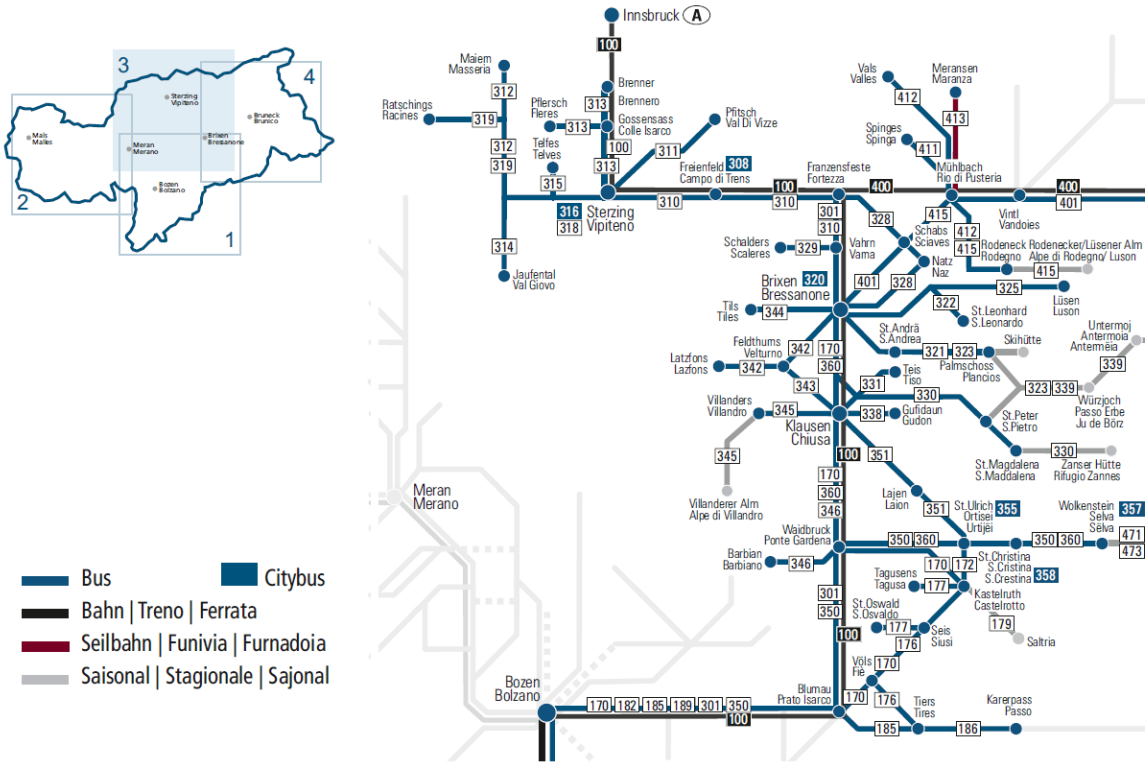 3
4
2
1
Sterzing
Vipiteno
Bruneck
Brunico
Mals
Malles
Meran
Merano
Brixen
Bressanone
Bozen
Bolzano
Innsbruck A
100
Maiern
Masseria
312
Ratschings
Racines
319
312
319
314
Jaufental
Val Giovo
Brenner
Brennero
313
Pflersch
Fleres
313
Gossensass
Colle Isarco
100
313
Telfes
Telves
315
Pfitsch
Val Di Vizze
311
Freienfeld 308
Campo di Trens
316
318
Sterzing
Vipiteno
310
100
310
Franzensfeste
Fortezza
400
Vals
Valles
412
Meransen
Maranza
413
Spinges
Spinga
411
Mühlbach
Rio di Pusteria
400
401
Vintl
Vandoies
301
310
328
415
412
415
Schabs
Sciaves
Rodeneck
Rodengo
Rodenecker/Lüsener Alm
Alpe di Rodegno/ Luson
415
Schalders
Scaleres
329
Vahrn
Varna
Natz
Naz
Brixen 320
Bressanone
401
328
325
322
Lüsen
Luson
St.Leonhard
S.Leonardo
Tils
Tiles
344
Feldthurns
Velturno
342
170
360
St.Andrä
S.Andrea
321
323
Palmschoss
Plancios
Skihütte
Untermoj
Antermoia
Antermëia
339
Latzfons
Lazfons
342
343
331
Teis
Tiso
330
323
339
Würzjoch
Passo Erbe
Ju de Börz
Villanders
Villandro
345
338
Gufidaun
Gudon
St.Peter
S.Pietro
Klausen
Chiusa
345
Villanderer Alm
Alpe di Villandro
100
351
St.Magdalena
S.Maddalena
330
Zanser Hütte
Rifugio Zannes
170
360
346
Lajen
Laion
351
St.Ulrich
Ortisei
Urtijëi
355
Wolkenstein
Selva
Sëlva
357
471
473
Waidbruck
Ponte Gardena
350
360
350
360
Barbian
Barbiano
346
170
172
St.Christina
S.Cristina
S.Crestina
358
Tagusens
Tagusa
177
Kastelruth
Castelrotto
179
Saltria
301
350
St.Oswald
S.Osvaldo
177
Seis
Siusi
176
100
Völs
Fiè
170
Meran
Merano
Bozen
Bolzano
170
182
185
189
301
350
100
Blumau
Prato Isarco
170
176
Tiers
Tires
185
186
Karerpass
Passo
Bus
Citybus
Bahn | Treno | Ferrata
Seilbahn | Funivia | Furnadoia
Saisonal | Stagionale | Sajonal